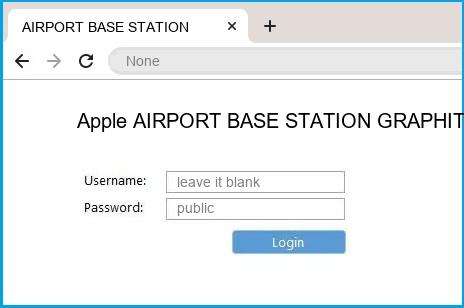 AIRPORT BASE STATION
None
Apple AIRPORT BASE STATION GRAPHIT
Username: leave it blank
Password: public
Login